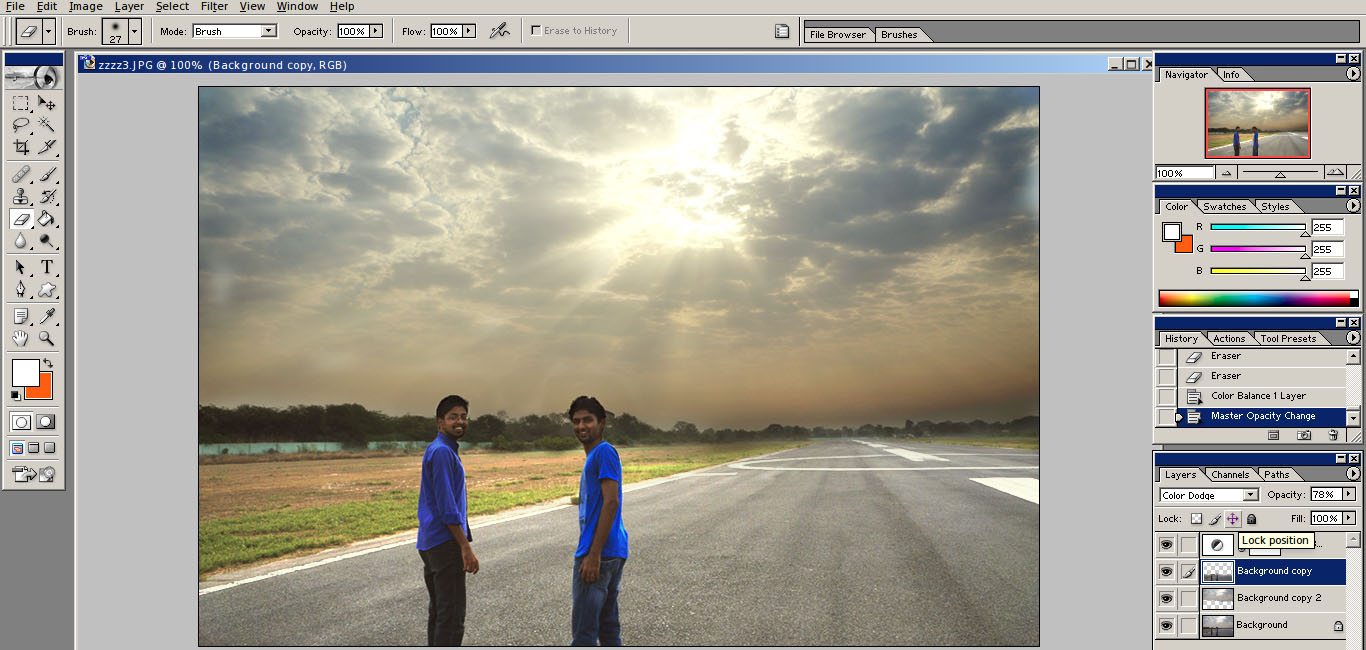 File Edit Image Layer Select Filter View Window Help
Brush: 27 Mode: Brush Opacity: 100% Flow: 100% Erase to History File Browser Brushes
zzzz3.JPG @ 100% (Background copy, RGB)
Navigator Info
100%
Color Swatches Styles
R 255
G 255
B 255
History Actions Tool Presets
Eraser
Eraser
Color Balance 1 Layer
Master Opacity Change
Layers Channels Paths
Color Dodge Opacity: 78%
Lock: Fill: 100%
Lock position
Background copy
Background copy 2
Background
T